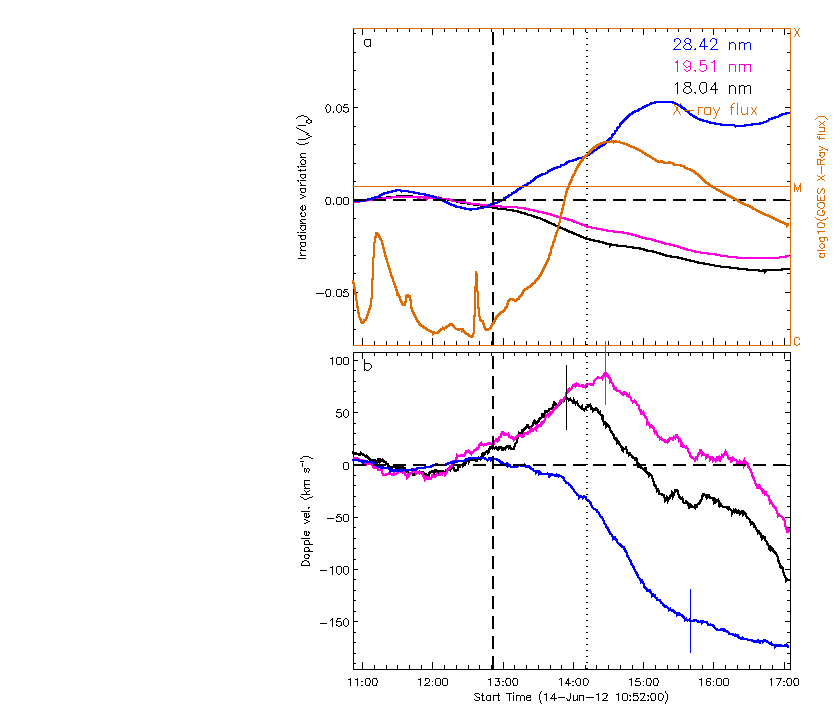 a
X
28.42 nm
19.51 nm
18.04 nm
X-ray flux
0.05
0.00
-0.05
M
C
Irradiance variation (I_v/I_0)
alog10(GOES X-Ray flux)
b
100
50
0
-50
-100
-150
Dopple vel. (km s⁻¹)
11:00 12:00 13:00 14:00 15:00 16:00 17:00
Start Time (14-Jun-12 10:52:00)